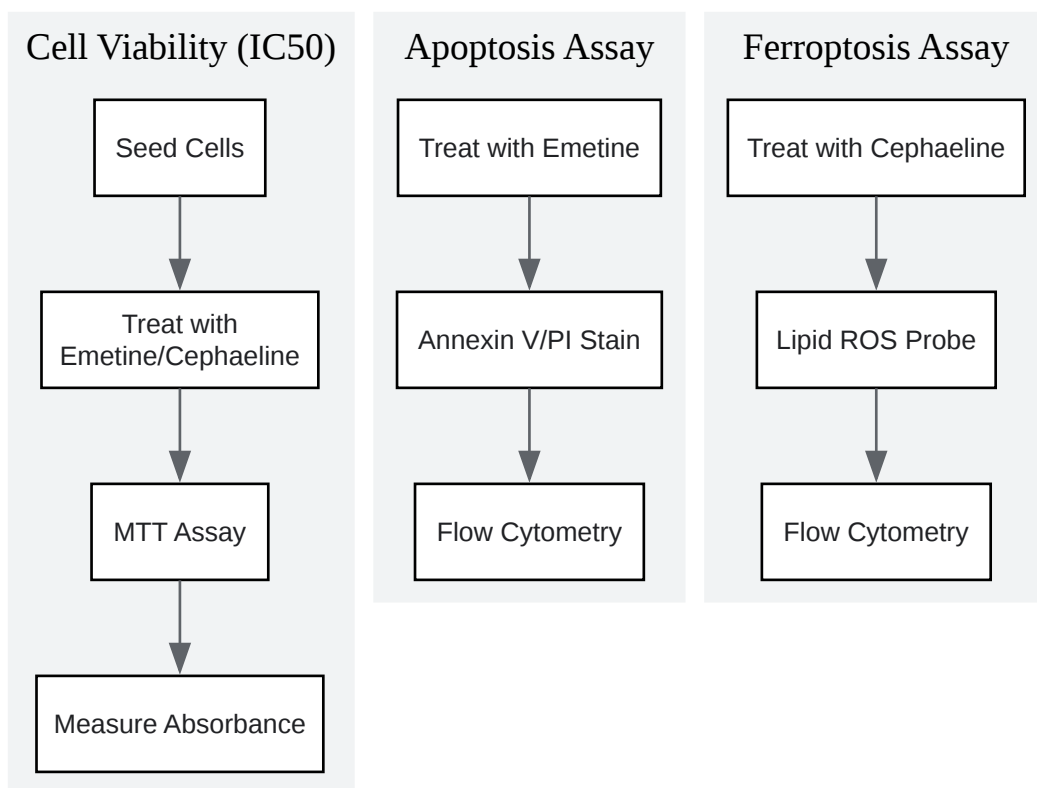 Cell Viability (IC50)
Seed Cells
Treat with
Emetine/Cephaeline
MTT Assay
Measure Absorbance
Apoptosis Assay
Treat with Emetine
Annexin V/PI Stain
Flow Cytometry
Ferroptosis Assay
Treat with Cephaeline
Lipid ROS Probe
Flow Cytometry